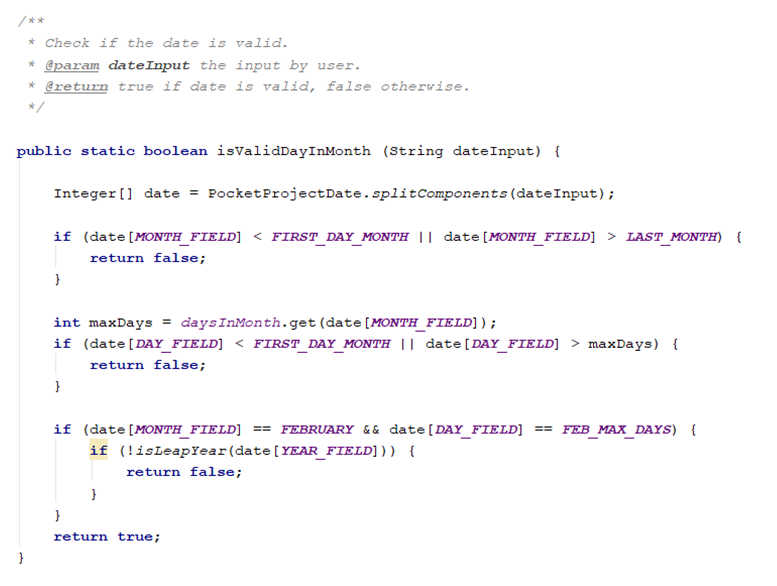 /**
 * Check if the date is valid.
 * @param dateInput the input by user.
 * @return true if date is valid, false otherwise.
 */
public static boolean isValidDayInMonth (String dateInput) {
    Integer[] date = PocketProjectDate.splitComponents(dateInput);
    if (date[MONTH_FIELD] < FIRST_DAY_MONTH || date[MONTH_FIELD] > LAST_MONTH) {
        return false;
    }
    int maxDays = daysInMonth.get(date[MONTH_FIELD]);
    if (date[DAY_FIELD] < FIRST_DAY_MONTH || date[DAY_FIELD] > maxDays) {
        return false;
    }
    if (date[MONTH_FIELD] == FEBRUARY && date[DAY_FIELD] == FEB_MAX_DAYS) {
        if (!isLeapYear(date[YEAR_FIELD])) {
            return false;
        }
    }
    return true;
}